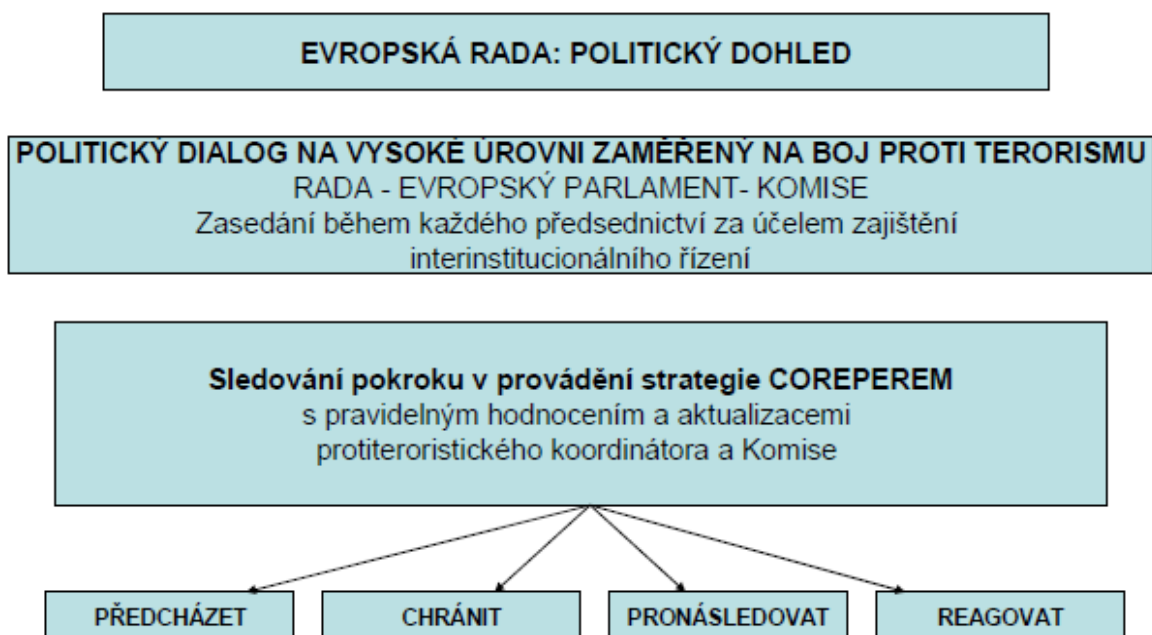 EVROPSKÁ RADA: POLITICKÝ DOHLED
POLITICKÝ DIALOG NA VYSOKÉ ÚROVNI ZAMĚŘENÝ NA BOJ PROTI TERORISMU
RADA - EVROPSKÝ PARLAMENT- KOMISE
Zasedání během každého předsednictví za účelem zajištění
interinstitucionálního řízení
Sledování pokroku v provádění strategie COREPEREM
s pravidelným hodnocením a aktualizacemi
protiteroristického koordinátora a Komise
PŘEDCHÁZET
CHRÁNIT
PRONÁSLEDOVAT
REAGOVAT